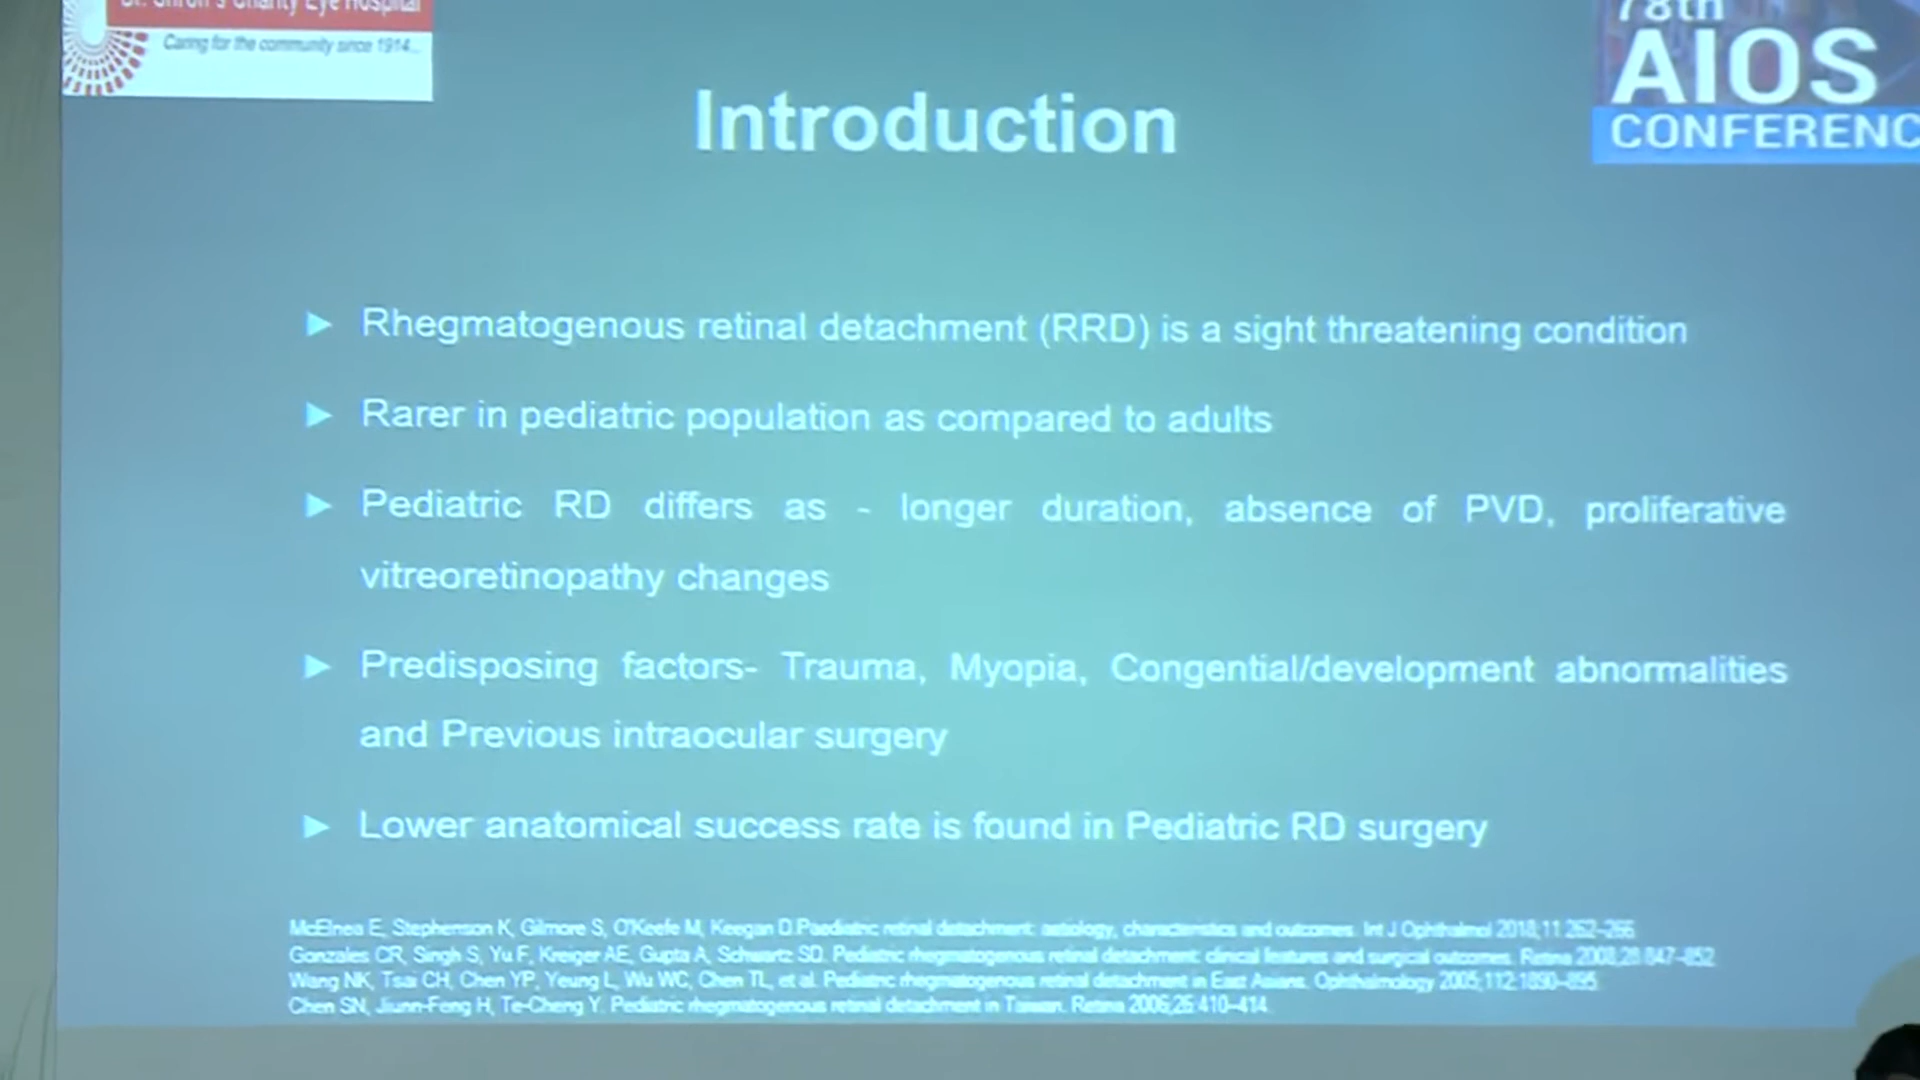 Dr. Shroff's Charity Eye Hospital
Caring for the community since 1914...
78th
AIOS
CONFERENC
Introduction
► Rhegmatogenous retinal detachment (RRD) is a sight threatening condition
► Rarer in pediatric population as compared to adults
► Pediatric RD differs as - longer duration, absence of PVD, proliferative
vitreoretinopathy changes
► Predisposing factors- Trauma, Myopia, Congential/development abnormalities
and Previous intraocular surgery
► Lower anatomical success rate is found in Pediatric RD surgery
McElnea E, Stephenson K, Gilmore S, O'Keefe M, Keegan D.Paediatric retinal detachment: aetiology, characteristics and outcomes. Int J Ophthalmol 2018;11:262–266.
Gonzales CR, Singh S, Yu F, Kreiger AE, Gupta A, Schwartz SD. Pediatric rhegmatogenous retinal detachment: clinical features and surgical outcomes. Retina 2008;28:847–852
Wang NK, Tsai CH, Chen YP, Yeung L, Wu WC, Chen TL, et al. Pediatric rhegmatogenous retinal detachment in East Asians. Ophthalmology 2005;112:1890–895.
Chen SN, Jiunn-Feng H, Te-Cheng Y. Pediatric rhegmatogenous retinal detachment in Taiwan. Retina 2006;26:410–414.